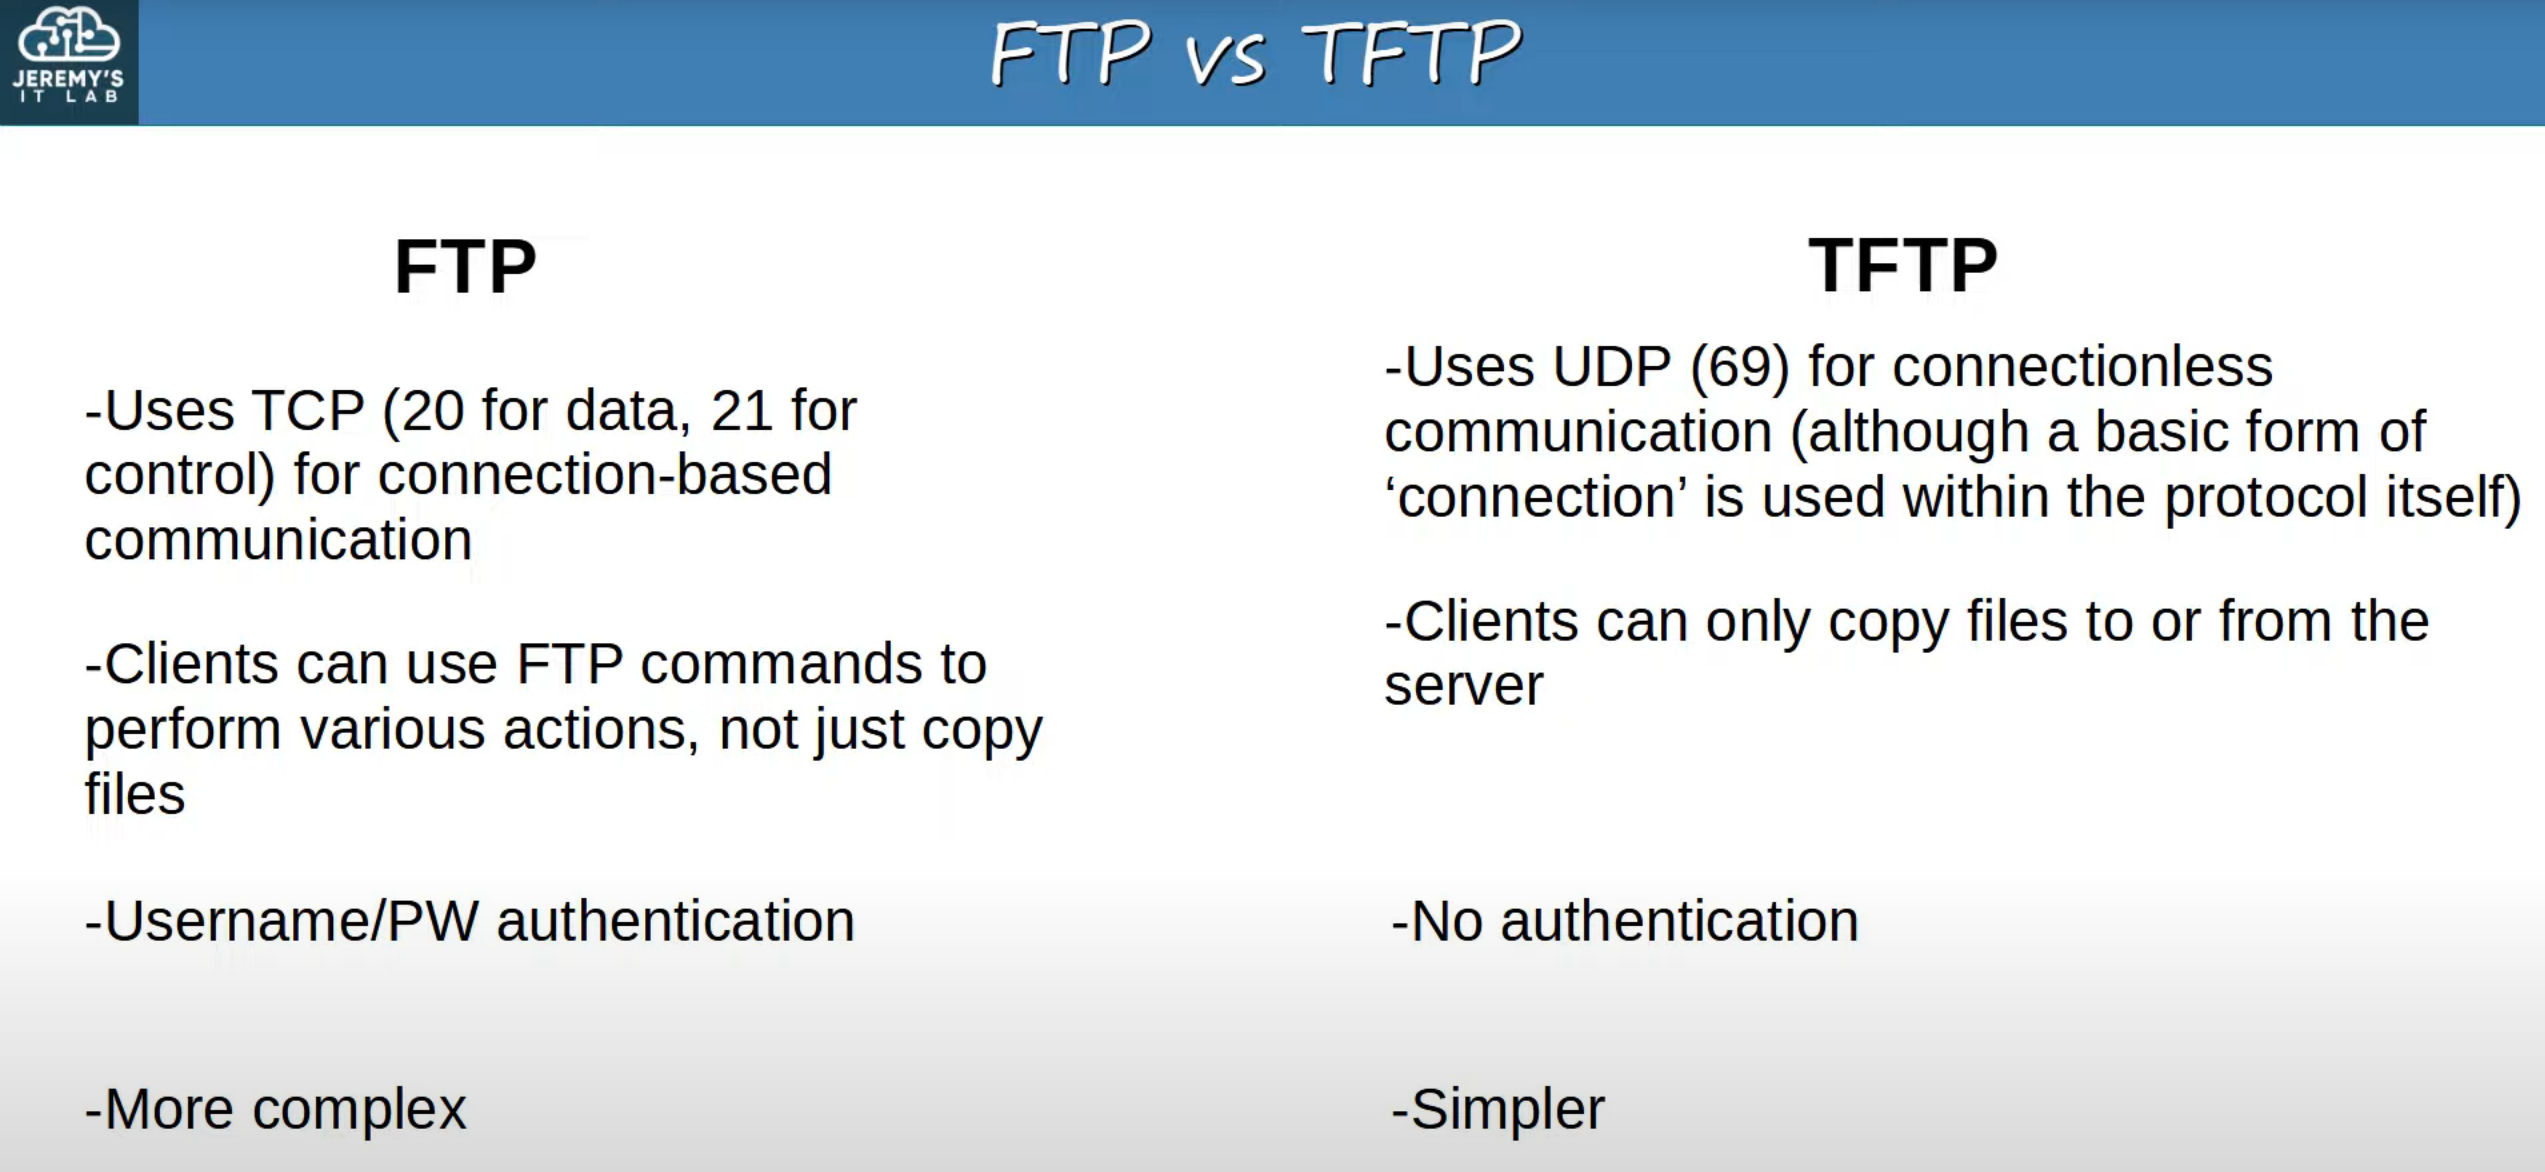 JEREMY'S
IT LAB
FTP vs TFTP
FTP
-Uses TCP (20 for data, 21 for
control) for connection-based
communication
-Clients can use FTP commands to
perform various actions, not just copy
files
-Username/PW authentication
-More complex
TFTP
-Uses UDP (69) for connectionless
communication (although a basic form of
‘connection’ is used within the protocol itself)
-Clients can only copy files to or from the
server
-No authentication
-Simpler